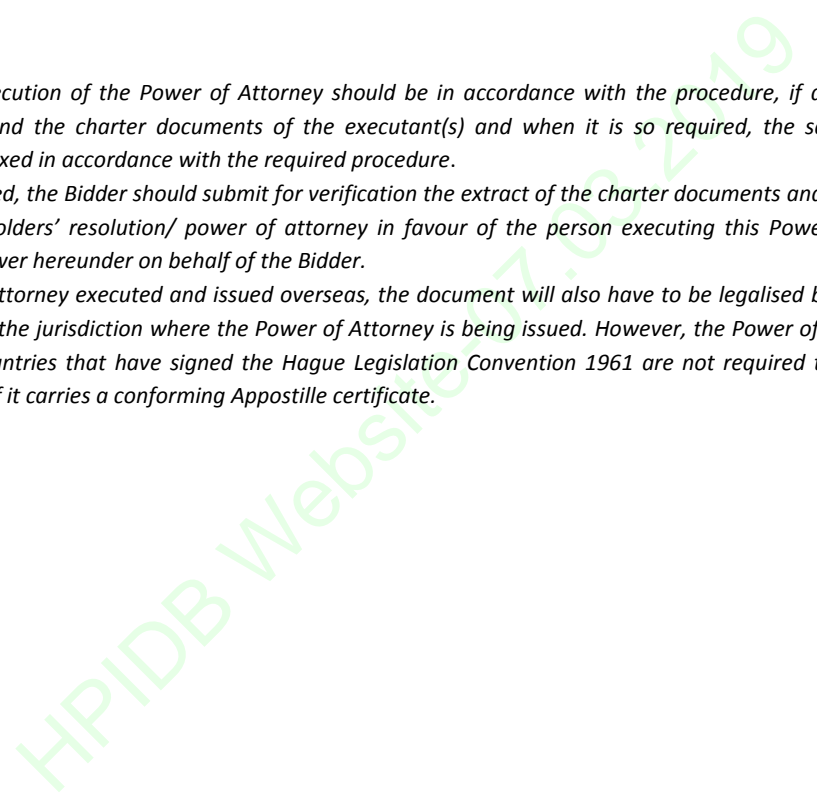 ecution of the Power of Attorney should be in accordance with the procedure, if a
nd the charter documents of the executant(s) and when it is so required, the sa
xed in accordance with the required procedure.
ed, the Bidder should submit for verification the extract of the charter documents and
olders’ resolution/ power of attorney in favour of the person executing this Powe
wer hereunder on behalf of the Bidder.
ttorney executed and issued overseas, the document will also have to be legalised b
the jurisdiction where the Power of Attorney is being issued. However, the Power of
untries that have signed the Hague Legislation Convention 1961 are not required t
f it carries a conforming Appostille certificate.
HPIDB Website-07.03.2019